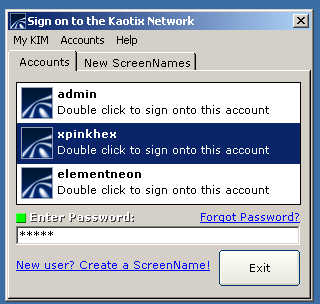 Sign on to the Kaotix Network
My KIM Accounts Help
Accounts New ScreenNames
admin
Double click to sign onto this account
xpinkhex
Double click to sign onto this account
elementneon
Double click to sign onto this account
Enter Password: Forgot Password?
*****
New user? Create a ScreenName! Exit